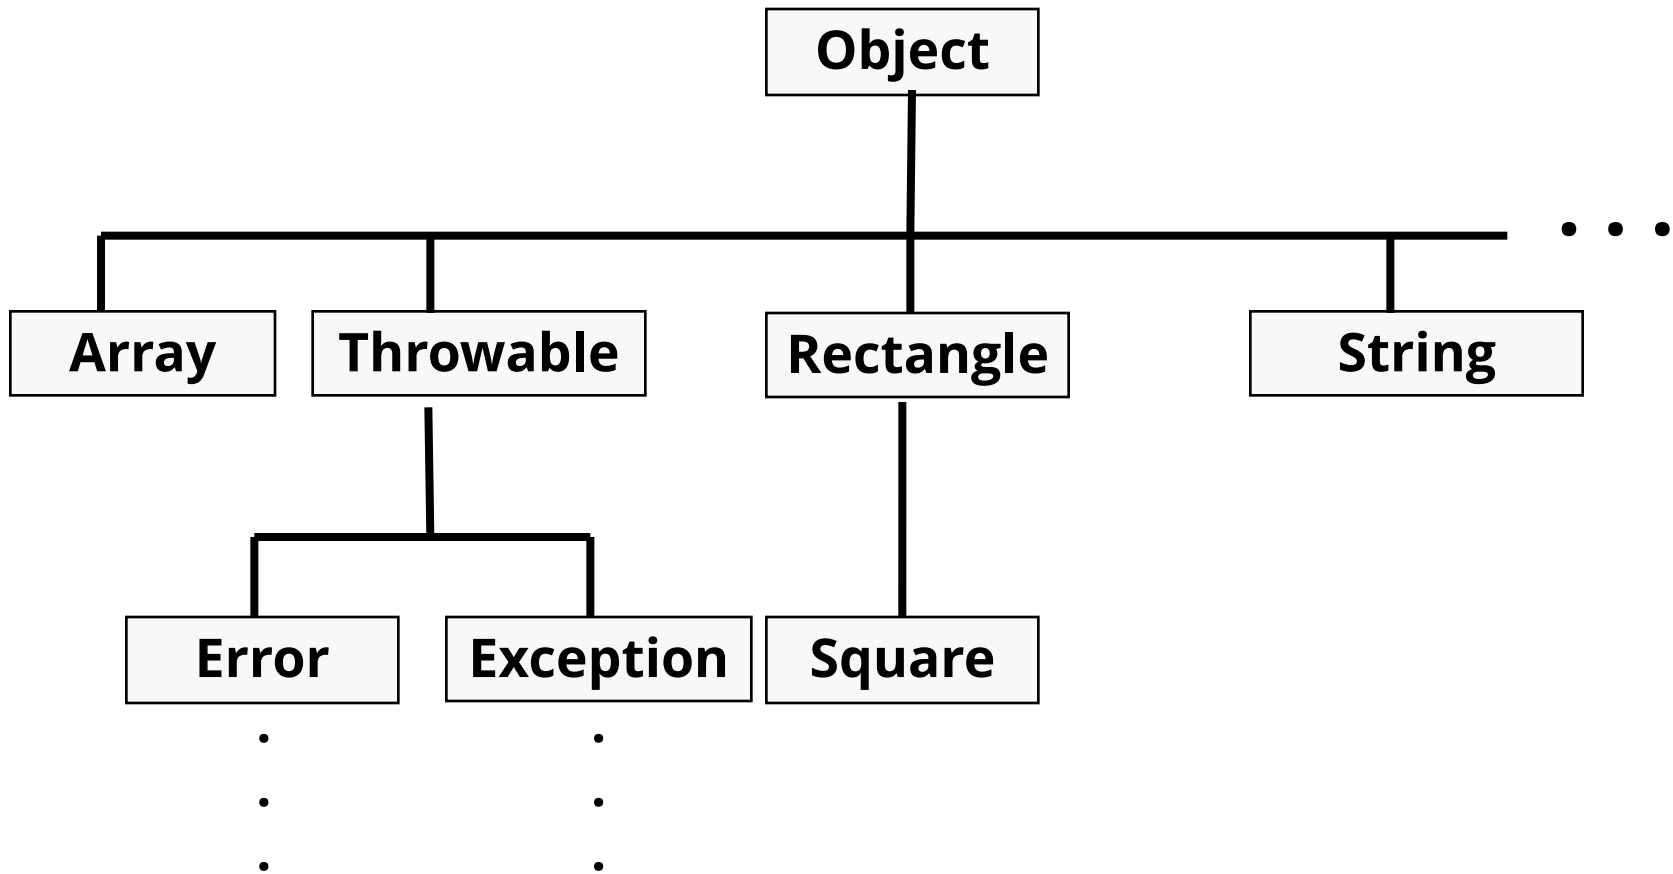 Object
. . .
Array
Throwable
Rectangle
String
Error
Exception
Square